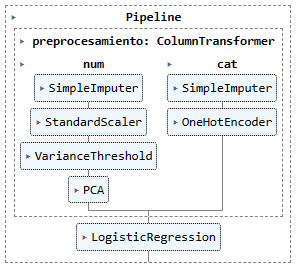 Pipeline
preprocesamiento: ColumnTransformer
num cat
SimpleImputer SimpleImputer
StandardScaler OneHotEncoder
VarianceThreshold
PCA
LogisticRegression